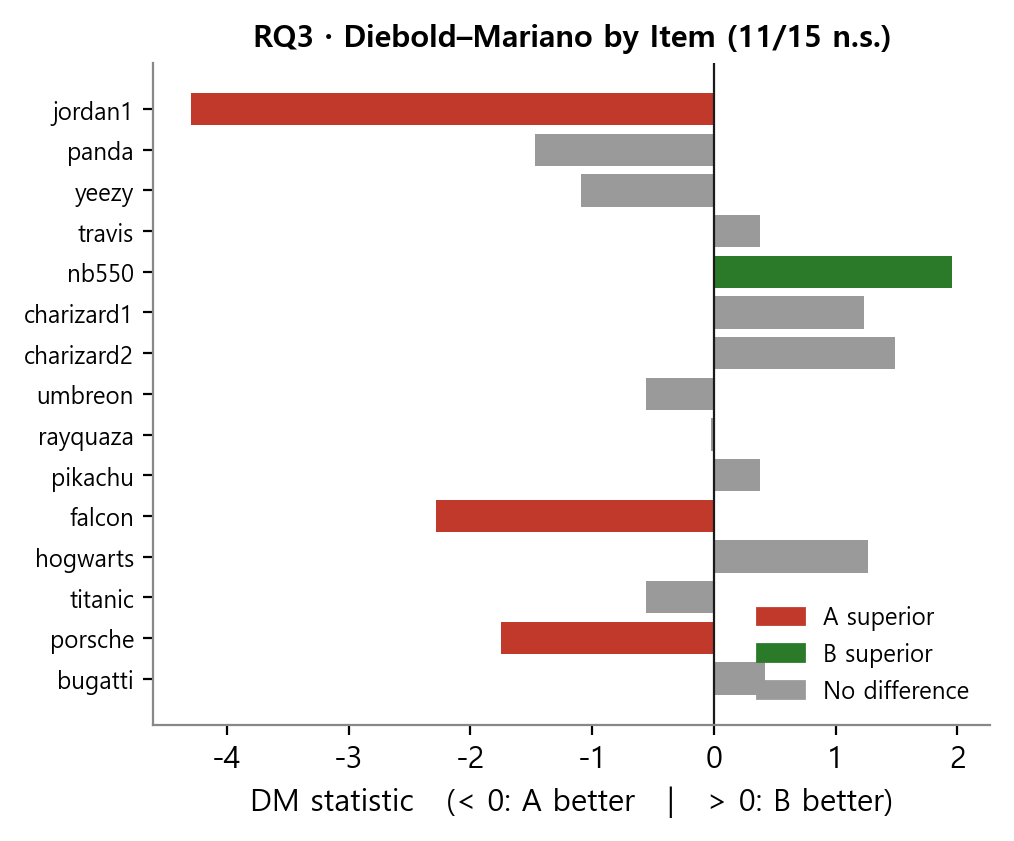 RQ3 · Diebold–Mariano by Item (11/15 n.s.)
jordan1
panda
yeezy
travis
nb550
charizard1
charizard2
umbreon
rayquaza
pikachu
falcon
hogwarts
titanic
porsche
bugatti
A superior
B superior
No difference
-4 -3 -2 -1 0 1 2
DM statistic (< 0: A better | > 0: B better)